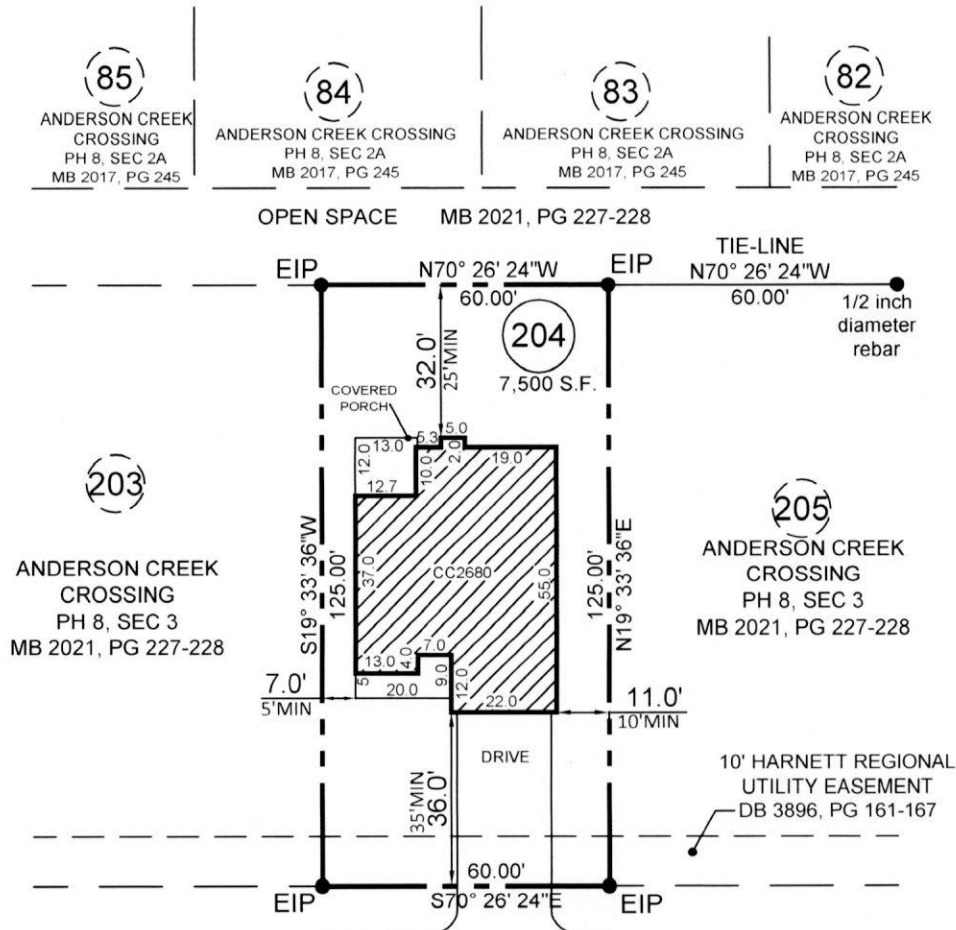 85
ANDERSON CREEK
CROSSING
PH 8, SEC 2A
MB 2017, PG 245
84
ANDERSON CREEK CROSSING
PH 8, SEC 2A
MB 2017, PG 245
83
ANDERSON CREEK CROSSING
PH 8, SEC 2A
MB 2017, PG 245
82
ANDERSON CREEK
CROSSING
PH 8, SEC 2A
MB 2017, PG 245
OPEN SPACE MB 2021, PG 227-228
EIP
N70° 26' 24"W
60.00'
EIP
TIE-LINE
N70° 26' 24"W
60.00'
1/2 inch
diameter
rebar
204
7,500 S.F.
32.0'
25'MIN
COVERED
PORCH
13.0
5.3
5.0
12.0
10.0
2.0
19.0
12.7
203
ANDERSON CREEK
CROSSING
PH 8, SEC 3
MB 2021, PG 227-228
S19° 33' 36"W
125.00'
37.0
CC2680
55.0
125.00'
N19° 33' 36"E
205
ANDERSON CREEK
CROSSING
PH 8, SEC 3
MB 2021, PG 227-228
7.0
13.0
4.0
5
20.0
9.0
12.0
22.0
7.0'
5'MIN
11.0'
10'MIN
DRIVE
35'MIN
36.0'
10' HARNETT REGIONAL
UTILITY EASEMENT
DB 3896, PG 161-167
60.00'
S70° 26' 24"E
EIP
EIP